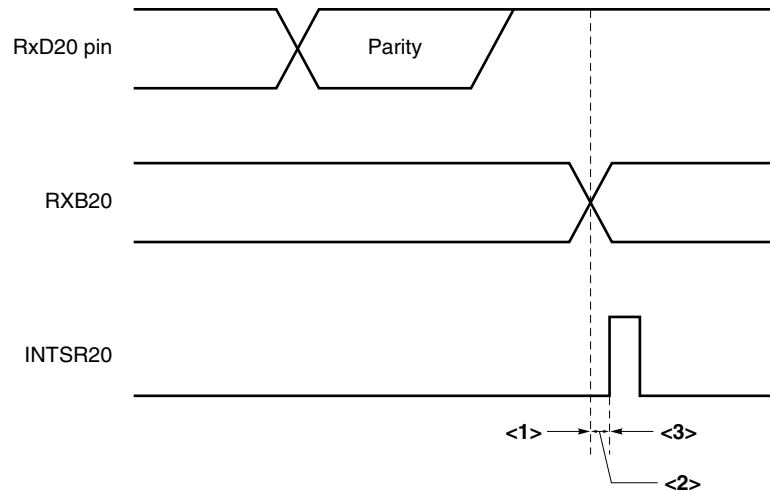 RxD20 pin
Parity
RXB20
INTSR20
<1>
<3>
<2>